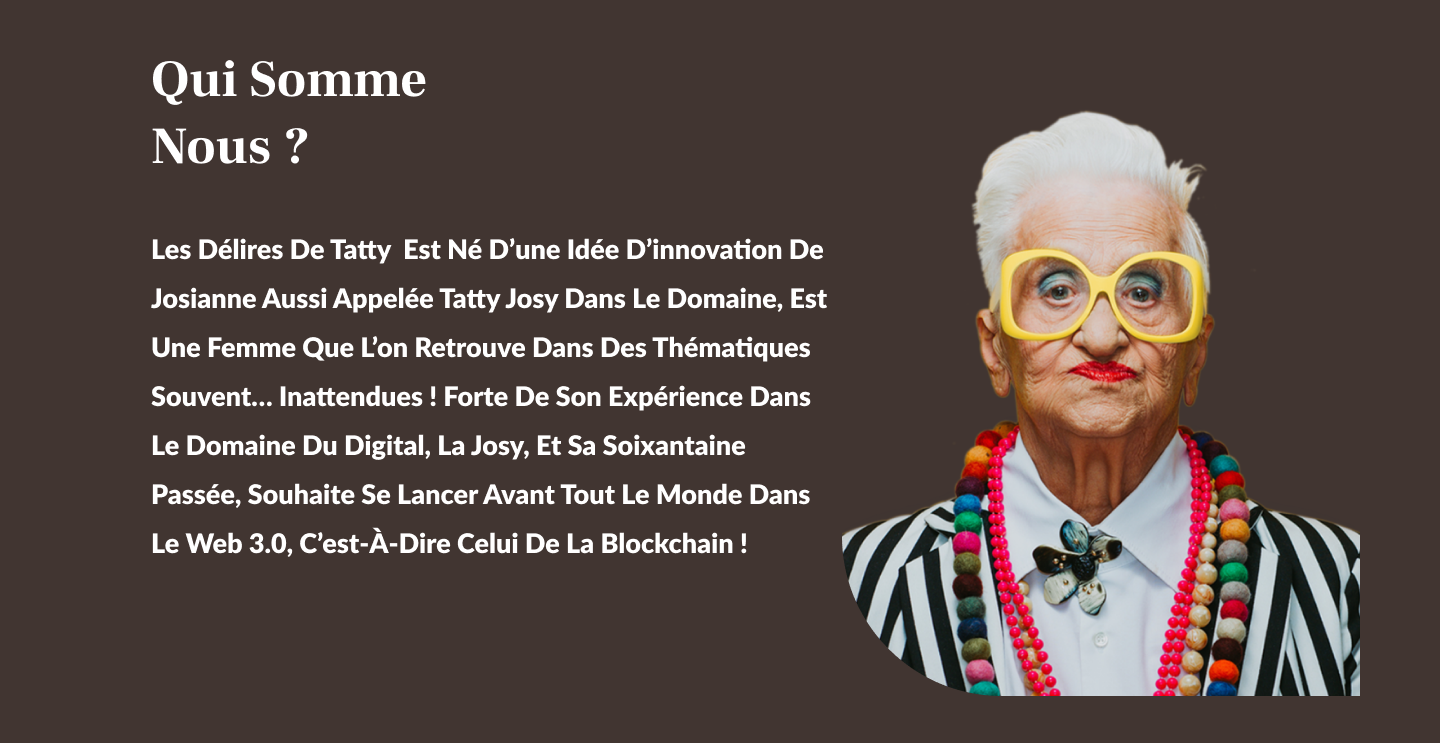 Qui Somme
Nous ?
Les Délires De Tatty  Est Né D’une Idée D’innovation De
Josianne Aussi Appelée Tatty Josy Dans Le Domaine, Est
Une Femme Que L’on Retrouve Dans Des Thématiques
Souvent… Inattendues ! Forte De Son Expérience Dans
Le Domaine Du Digital, La Josy, Et Sa Soixantaine
Passée, Souhaite Se Lancer Avant Tout Le Monde Dans
Le Web 3.0, C’est-À-Dire Celui De La Blockchain !